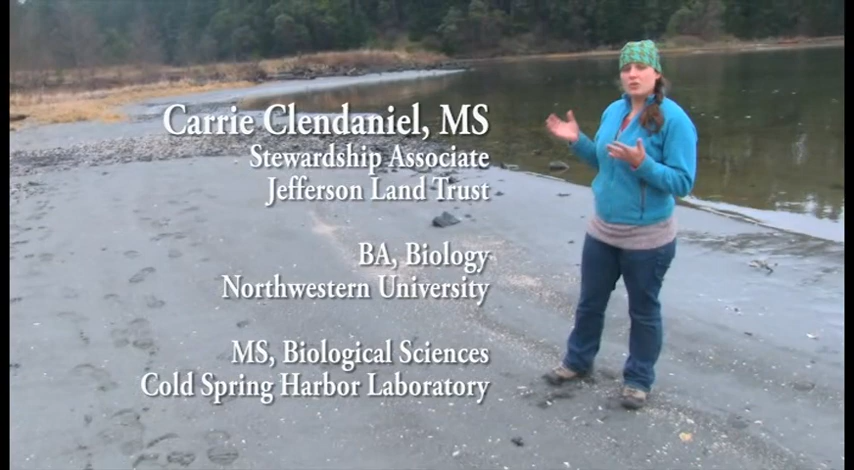 Carrie Clendaniel, MS
Stewardship Associate
Jefferson Land Trust
BA, Biology
Northwestern University
MS, Biological Sciences
Cold Spring Harbor Laboratory